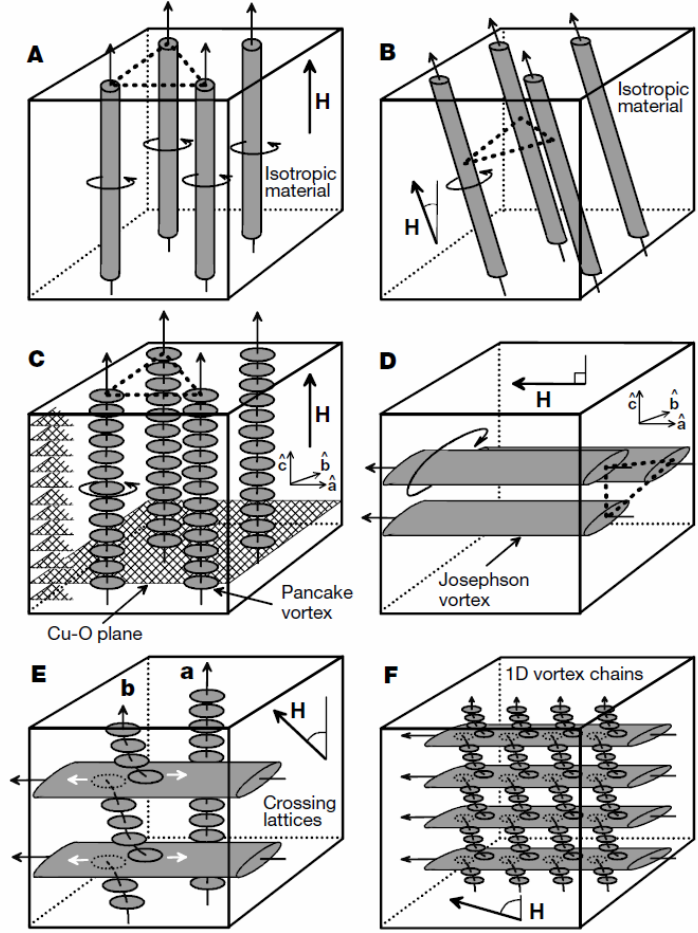 A
H
Isotropic
material
B
Isotropic
material
H
C
H
ĉ
b̂
â
Cu-O plane
Pancake
vortex
D
H
ĉ
b̂
â
Josephson
vortex
E
b
a
H
Crossing
lattices
F
1D vortex chains
H